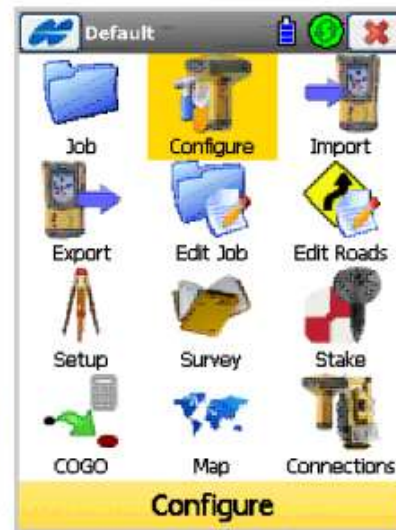 Default
Job Configure Import
Export Edit Job Edit Roads
Setup Survey Stake
COGO Map Connections
Configure